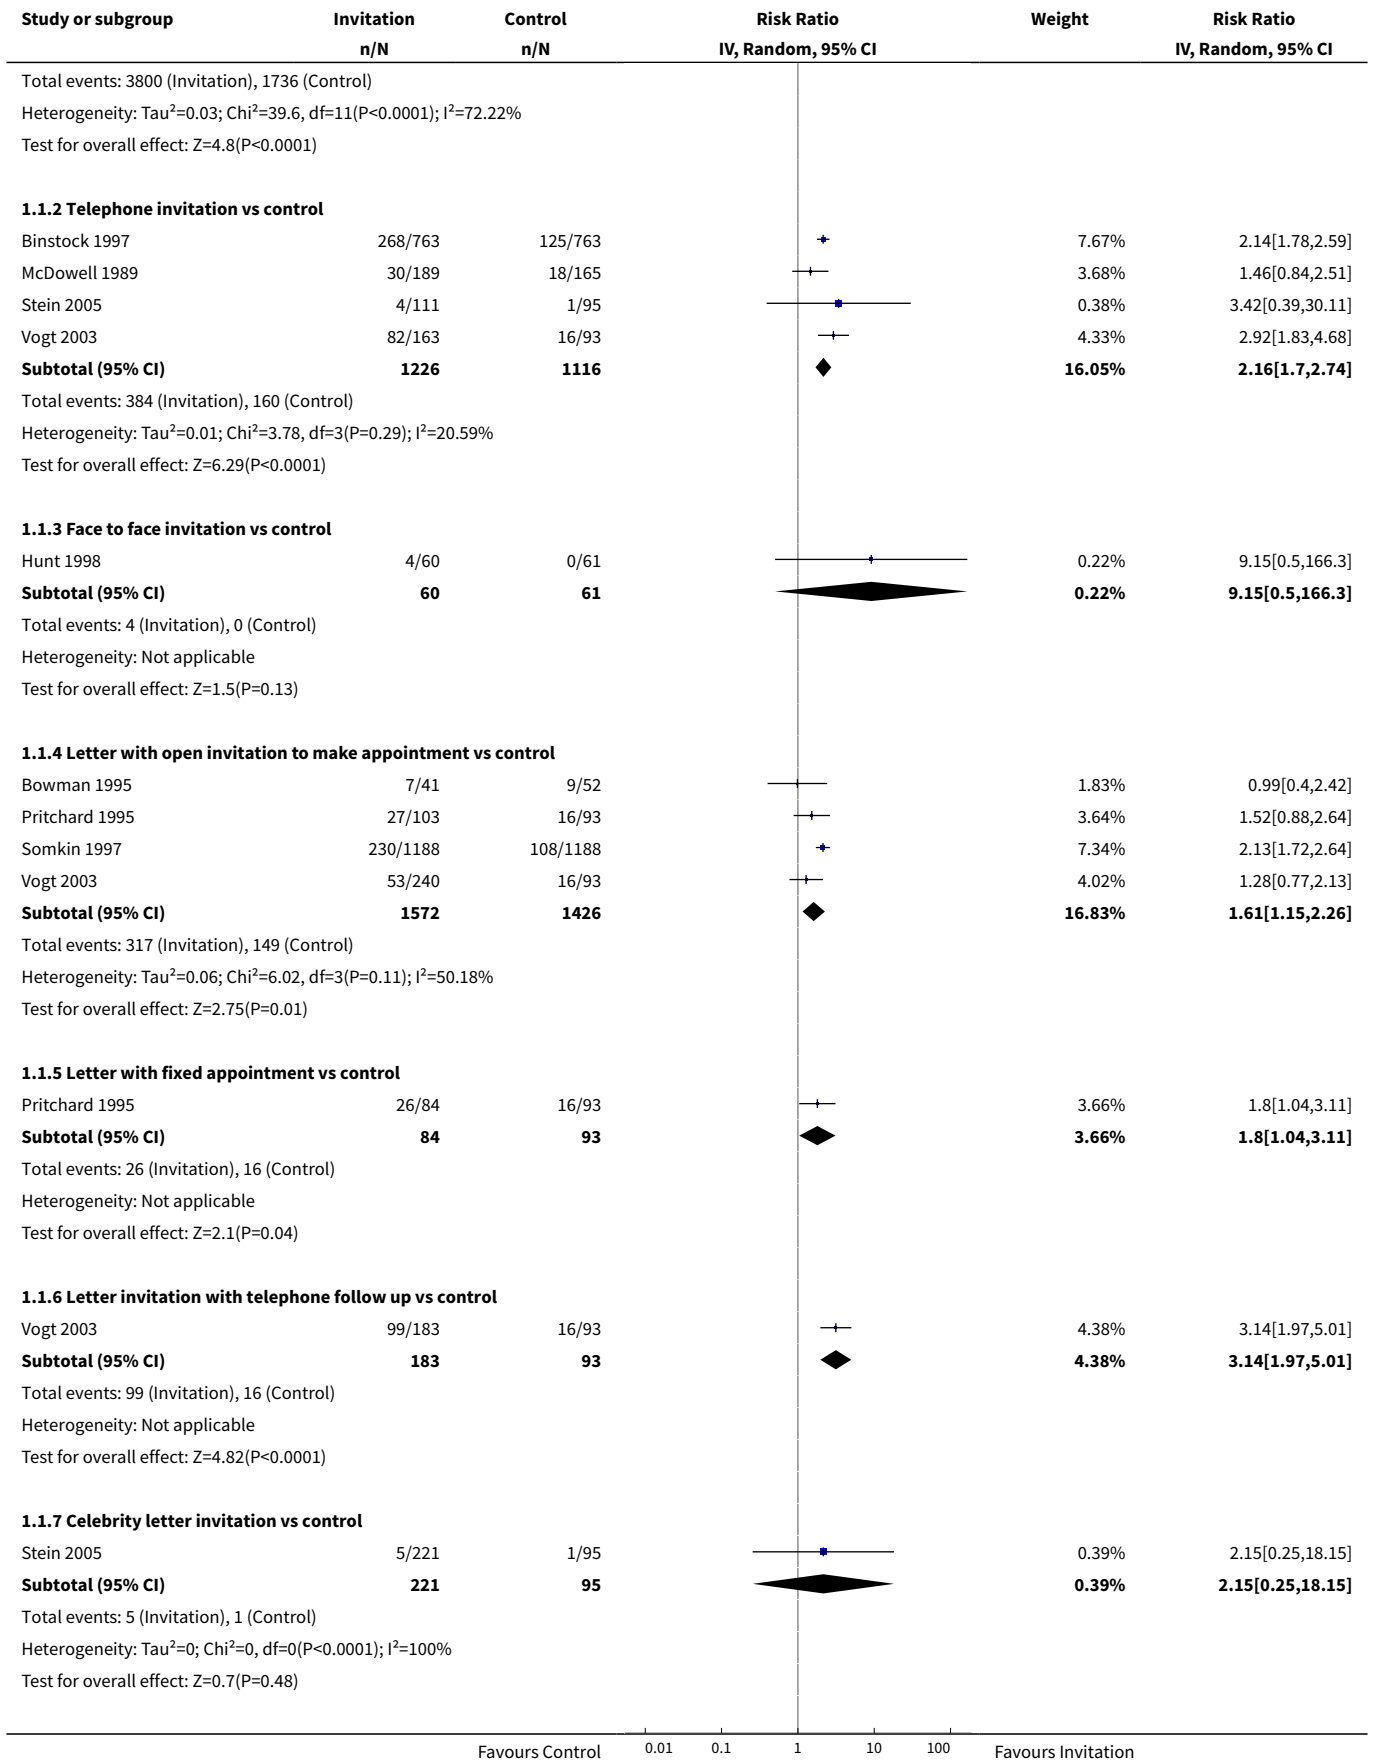 Study or subgroup Invitation Control Risk Ratio Weight Risk Ratio
n/N n/N IV, Random, 95% CI IV, Random, 95% CI
Total events: 3800 (Invitation), 1736 (Control)
Heterogeneity: Tau²=0.03; Chi²=39.6, df=11(P<0.0001); I²=72.22%
Test for overall effect: Z=4.8(P<0.0001)
1.1.2 Telephone invitation vs control
Binstock 1997 268/763 125/763 7.67% 2.14[1.78,2.59]
McDowell 1989 30/189 18/165 3.68% 1.46[0.84,2.51]
Stein 2005 4/111 1/95 0.38% 3.42[0.39,30.11]
Vogt 2003 82/163 16/93 4.33% 2.92[1.83,4.68]
Subtotal (95% CI) 1226 1116 16.05% 2.16[1.7,2.74]
Total events: 384 (Invitation), 160 (Control)
Heterogeneity: Tau²=0.01; Chi²=3.78, df=3(P=0.29); I²=20.59%
Test for overall effect: Z=6.29(P<0.0001)
1.1.3 Face to face invitation vs control
Hunt 1998 4/60 0/61 0.22% 9.15[0.5,166.3]
Subtotal (95% CI) 60 61 0.22% 9.15[0.5,166.3]
Total events: 4 (Invitation), 0 (Control)
Heterogeneity: Not applicable
Test for overall effect: Z=1.5(P=0.13)
1.1.4 Letter with open invitation to make appointment vs control
Bowman 1995 7/41 9/52 1.83% 0.99[0.4,2.42]
Pritchard 1995 27/103 16/93 3.64% 1.52[0.88,2.64]
Somkin 1997 230/1188 108/1188 7.34% 2.13[1.72,2.64]
Vogt 2003 53/240 16/93 4.02% 1.28[0.77,2.13]
Subtotal (95% CI) 1572 1426 16.83% 1.61[1.15,2.26]
Total events: 317 (Invitation), 149 (Control)
Heterogeneity: Tau²=0.06; Chi²=6.02, df=3(P=0.11); I²=50.18%
Test for overall effect: Z=2.75(P=0.01)
1.1.5 Letter with fixed appointment vs control
Pritchard 1995 26/84 16/93 3.66% 1.8[1.04,3.11]
Subtotal (95% CI) 84 93 3.66% 1.8[1.04,3.11]
Total events: 26 (Invitation), 16 (Control)
Heterogeneity: Not applicable
Test for overall effect: Z=2.1(P=0.04)
1.1.6 Letter invitation with telephone follow up vs control
Vogt 2003 99/183 16/93 4.38% 3.14[1.97,5.01]
Subtotal (95% CI) 183 93 4.38% 3.14[1.97,5.01]
Total events: 99 (Invitation), 16 (Control)
Heterogeneity: Not applicable
Test for overall effect: Z=4.82(P<0.0001)
1.1.7 Celebrity letter invitation vs control
Stein 2005 5/221 1/95 0.39% 2.15[0.25,18.15]
Subtotal (95% CI) 221 95 0.39% 2.15[0.25,18.15]
Total events: 5 (Invitation), 1 (Control)
Heterogeneity: Tau²=0; Chi²=0, df=0(P<0.0001); I²=100%
Test for overall effect: Z=0.7(P=0.48)
Favours Control 0.01 0.1 1 10 100 Favours Invitation